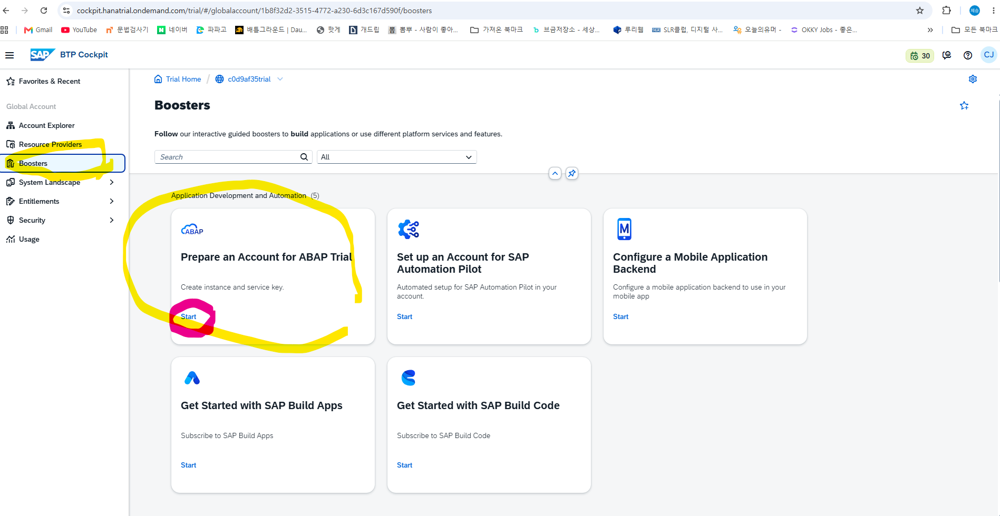 cockpit.hanatrial.ondemand.com/trial/#/globalaccount/1b8f32d2-3515-4772-a230-6d3c167d590f/boosters
제승
Gmail YouTube 문법검사기 네이버 파파고 배틀그라운드 | Dau... 핫게 개드립 뽐뿌 - 사람이 좋아... 가져온 북마크 브금저장소 - 세상... 루리웹 SLR클럽, 디지털 사... 오늘의유머 - OKKY Jobs - 좋은... » 모든 북마크
SAP BTP Cockpit
30
CJ
Favorites & Recent
Global Account
Account Explorer
Resource Providers
Boosters
System Landscape
Entitlements
Security
Usage
Trial Home / c0d9af35trial
Boosters
Follow our interactive guided boosters to build applications or use different platform services and features.
Search
All
Application Development and Automation (5)
ABAP
Prepare an Account for ABAP Trial
Create instance and service key.
Start
Set up an Account for SAP
Automation Pilot
Automated setup for SAP Automation Pilot in your
account.
Start
M
Configure a Mobile Application
Backend
Configure a mobile application backend to use in your
mobile app
Start
Get Started with SAP Build Apps
Subscribe to SAP Build Apps
Start
Get Started with SAP Build Code
Subscribe to SAP Build Code
Start